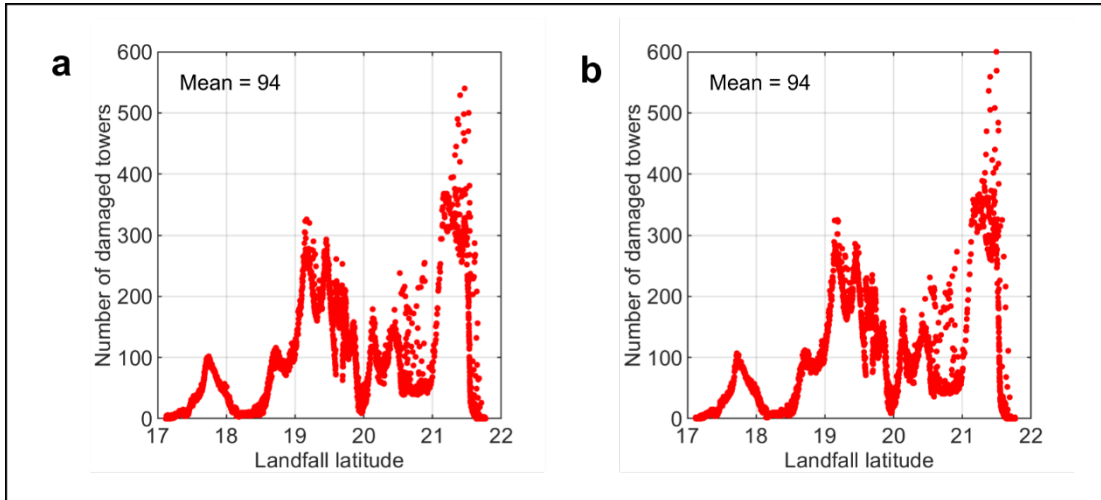 a
Mean = 94
Number of damaged towers
600
500
400
300
200
100
0
17 18 19 20 21 22
Landfall latitude
b
Mean = 94
Number of damaged towers
600
500
400
300
200
100
0
17 18 19 20 21 22
Landfall latitude